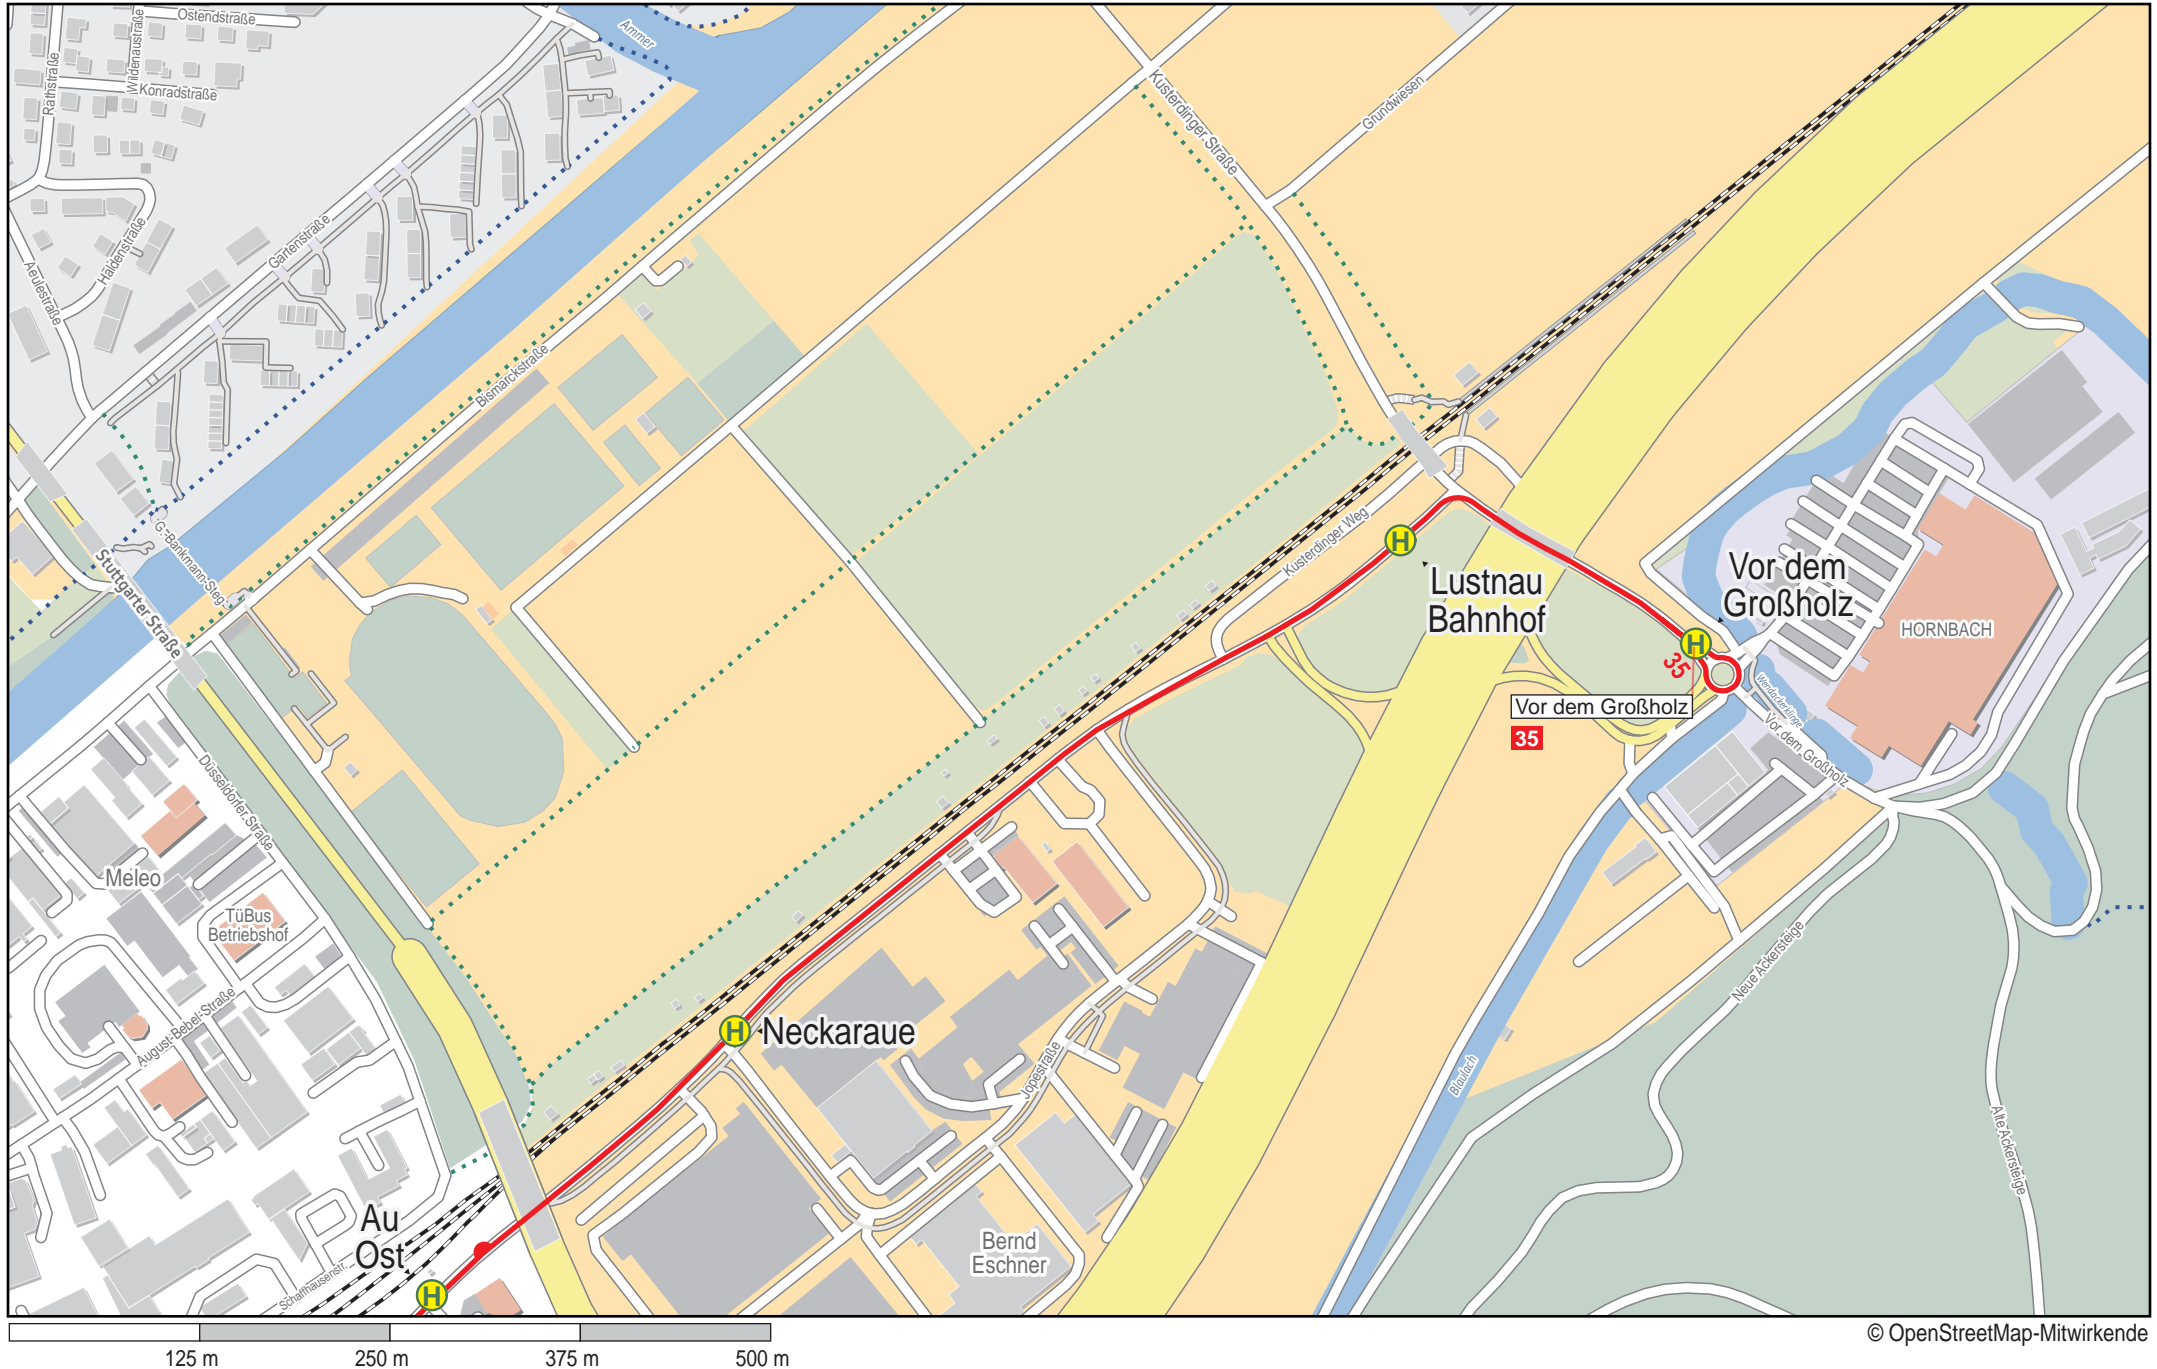 Ostendstraße
Ammer
Rathstraße
Wildenaustraße
Konradstraße
Kusterdinger Straße
Grundwiesen
Haldenstraße
Gartenstraße
Aeulestraße
Bismarckstraße
G.-Bankmann-Steg
Stuttgarter Straße
Kusterdinger Weg
H
Lustnau
Bahnhof
Vor dem
Großholz
HORNBACH
H
35
Vor dem Großholz
35
Wendackerklinge
Vor dem Großholz
Düsseldorfer Straße
Meleo
TüBus
Betriebshof
August-Bebel-Straße
H
Neckaraue
Jopestraße
Neue Ackersteige
Blaulach
Alte Ackersteige
Au
Ost
H
Schaffhausenstr.
Bernd
Eschner
© OpenStreetMap-Mitwirkende
125 m
250 m
375 m
500 m